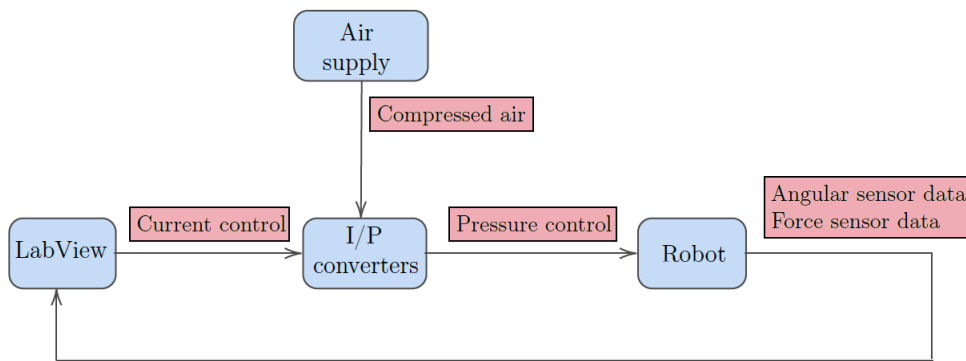 Air
supply
Compressed air
Angular sensor data
Force sensor data
LabView
Current control
I/P
converters
Pressure control
Robot